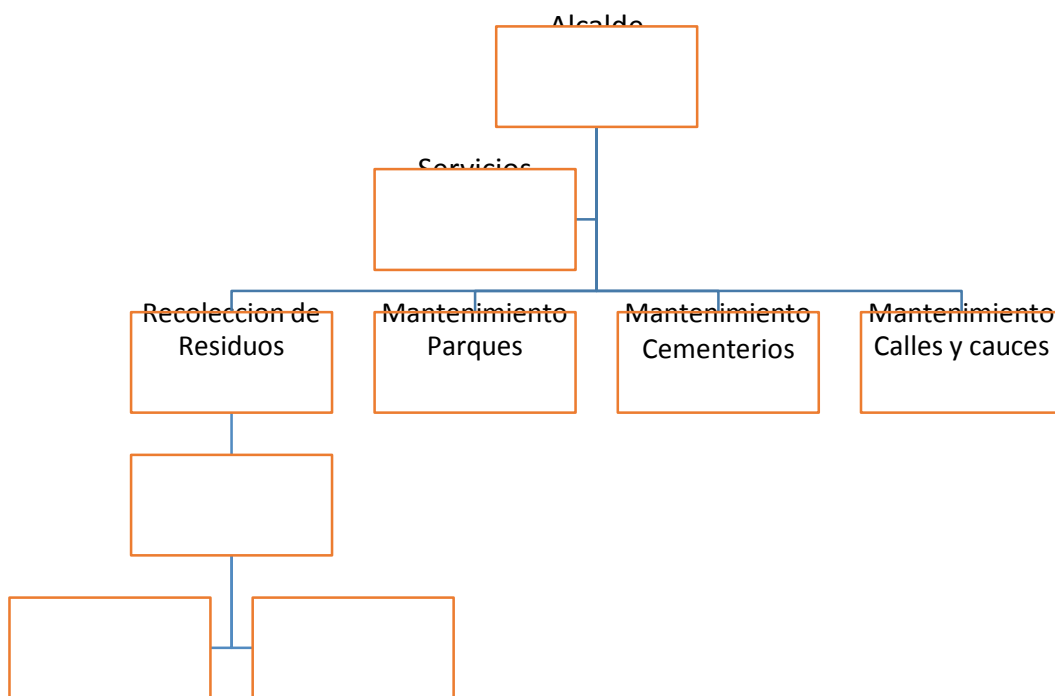 Alcalde
Servicios
Recoleccion de
Residuos
Mantenimiento
Parques
Mantenimiento
Cementerios
Mantenimiento
Calles y cauces